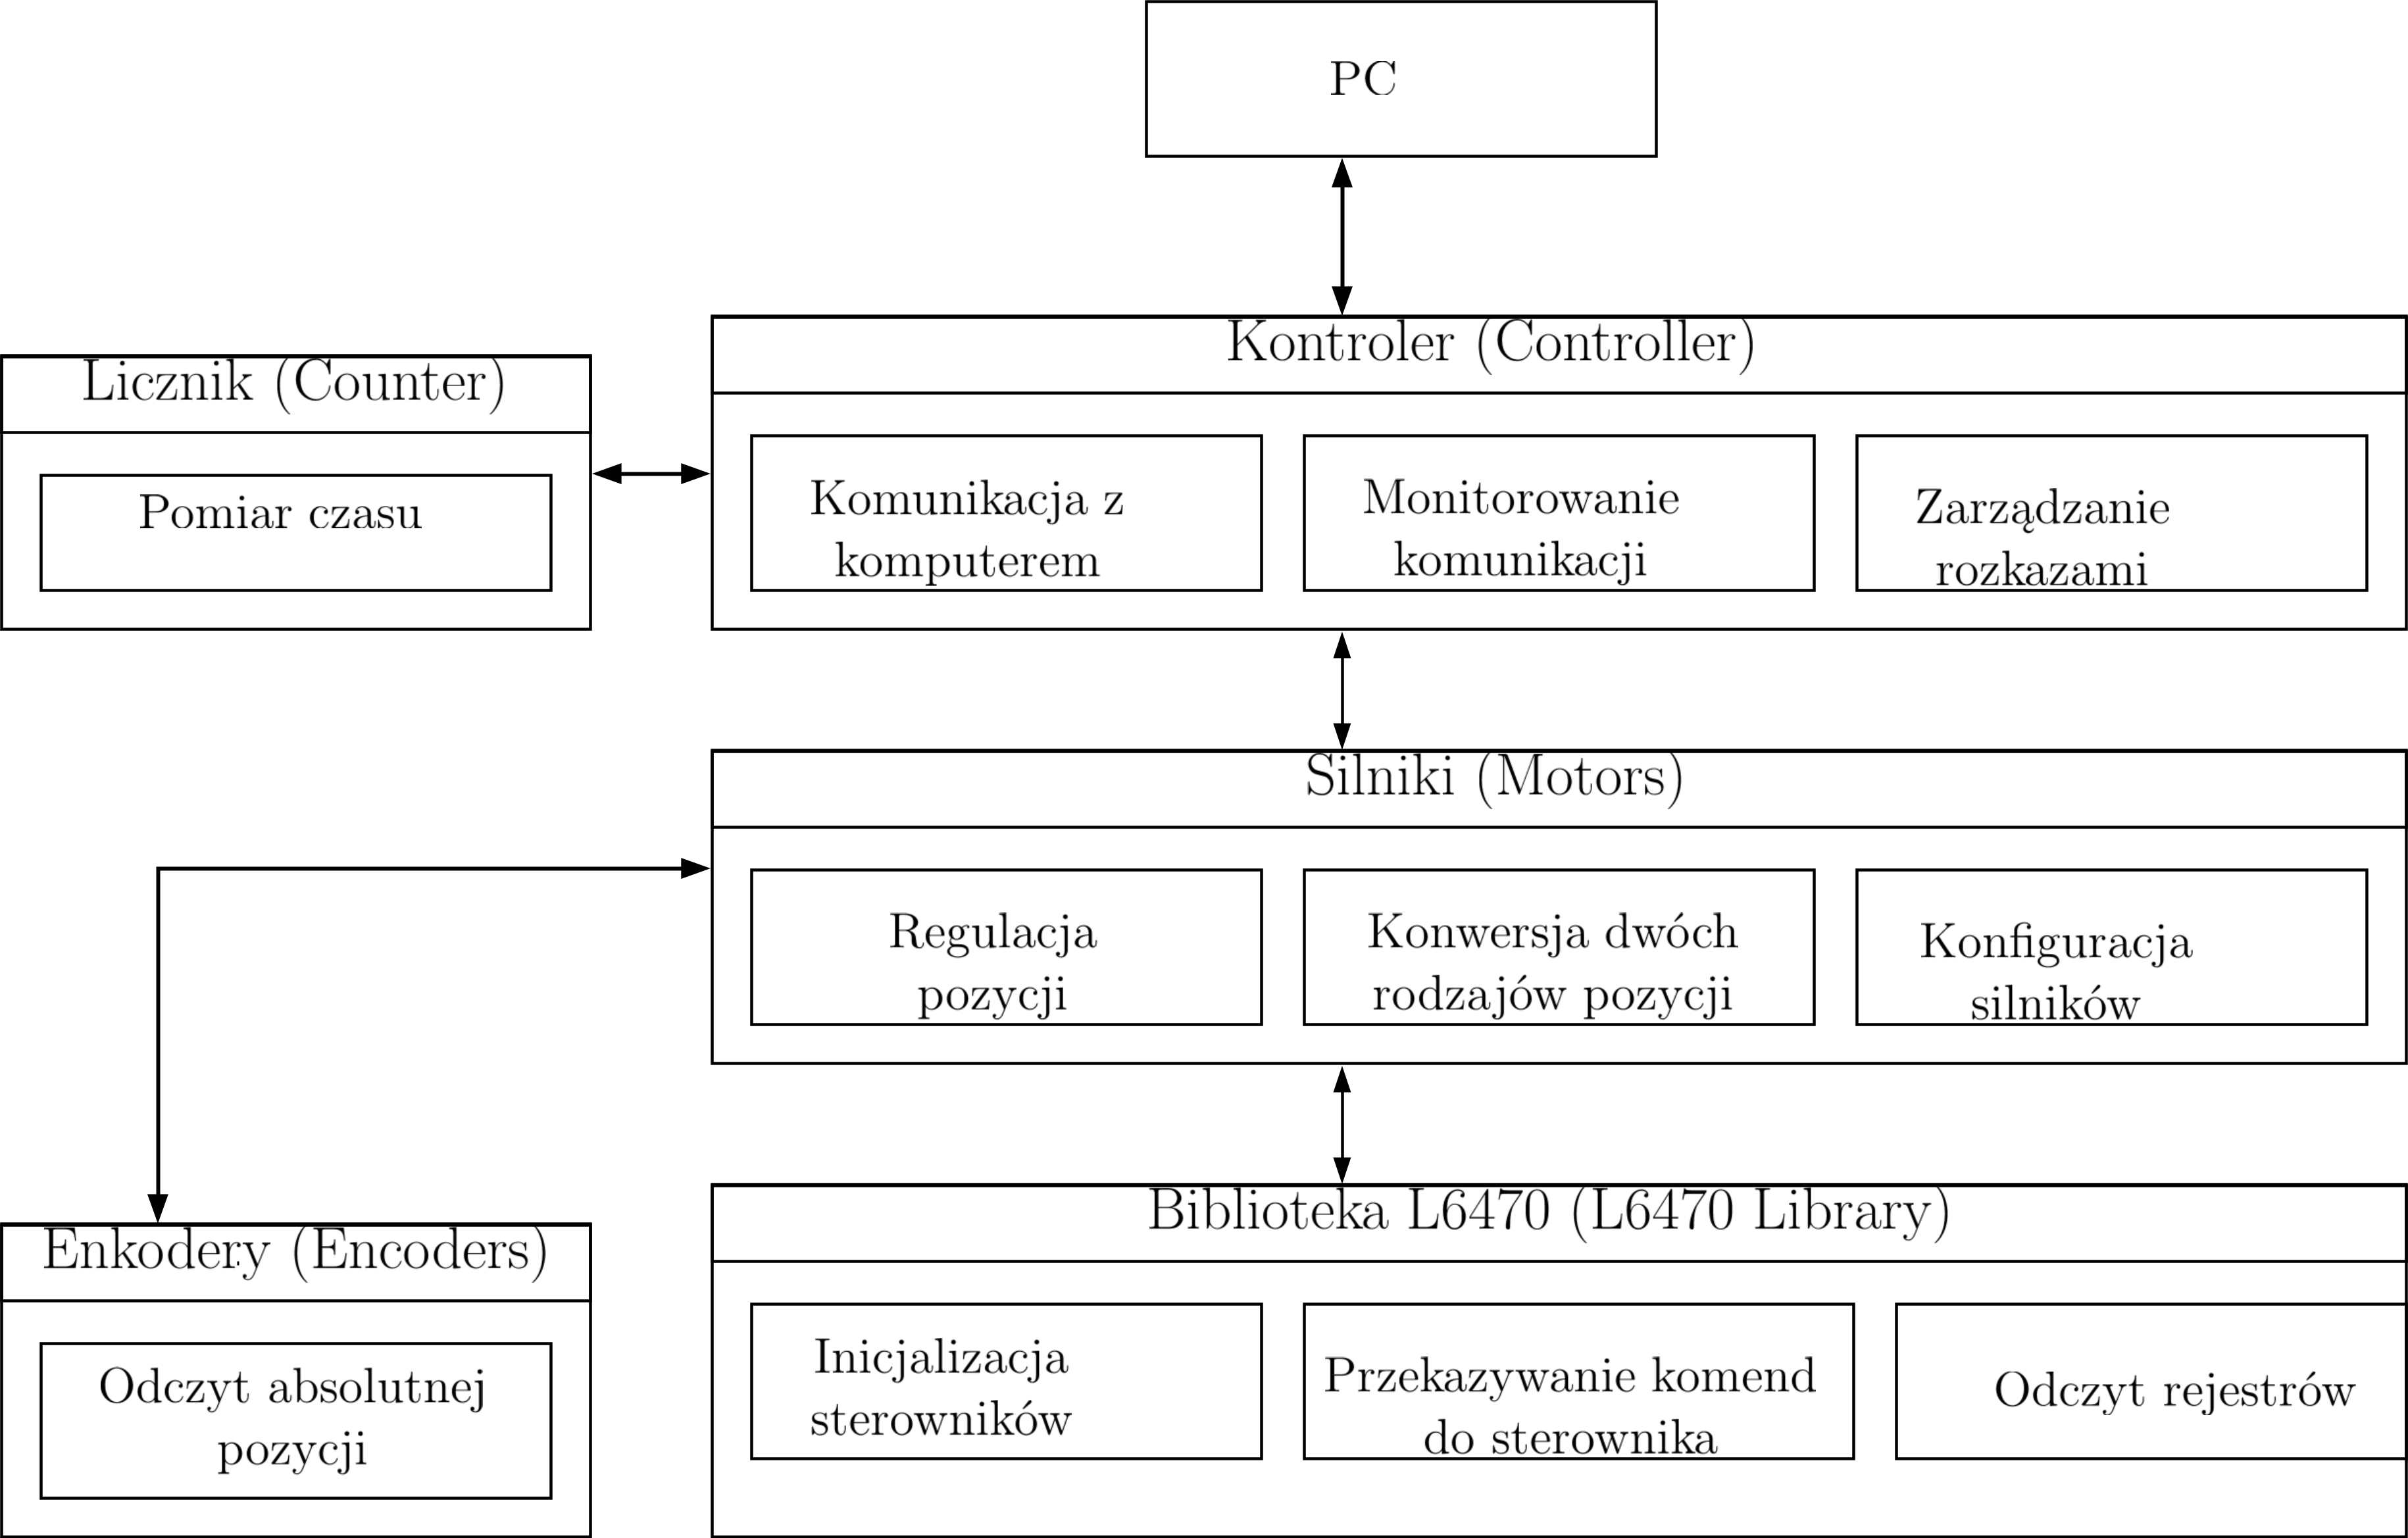 PC
Kontroler (Controller)
Licznik (Counter)
Pomiar czasu
Komunikacja z
komputerem
Monitorowanie
komunikacji
Zarządzanie
rozkazami
Silniki (Motors)
Regulacja
pozycji
Konwersja dwóch
rodzajów pozycji
Konfiguracja
silników
Enkodery (Encoders)
Odczyt absolutnej
pozycji
Biblioteka L6470 (L6470 Library)
Inicjalizacja
sterowników
Przekazywanie komend
do sterownika
Odczyt rejestrów